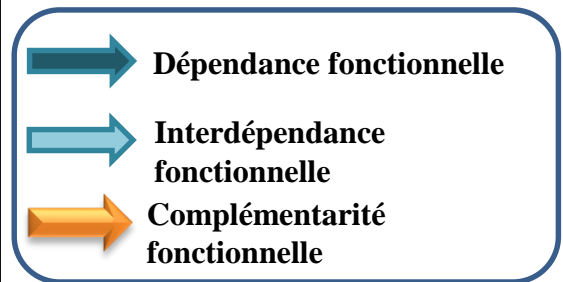 Dépendance fonctionnelle
Interdépendance
fonctionnelle
Complémentarité
fonctionnelle